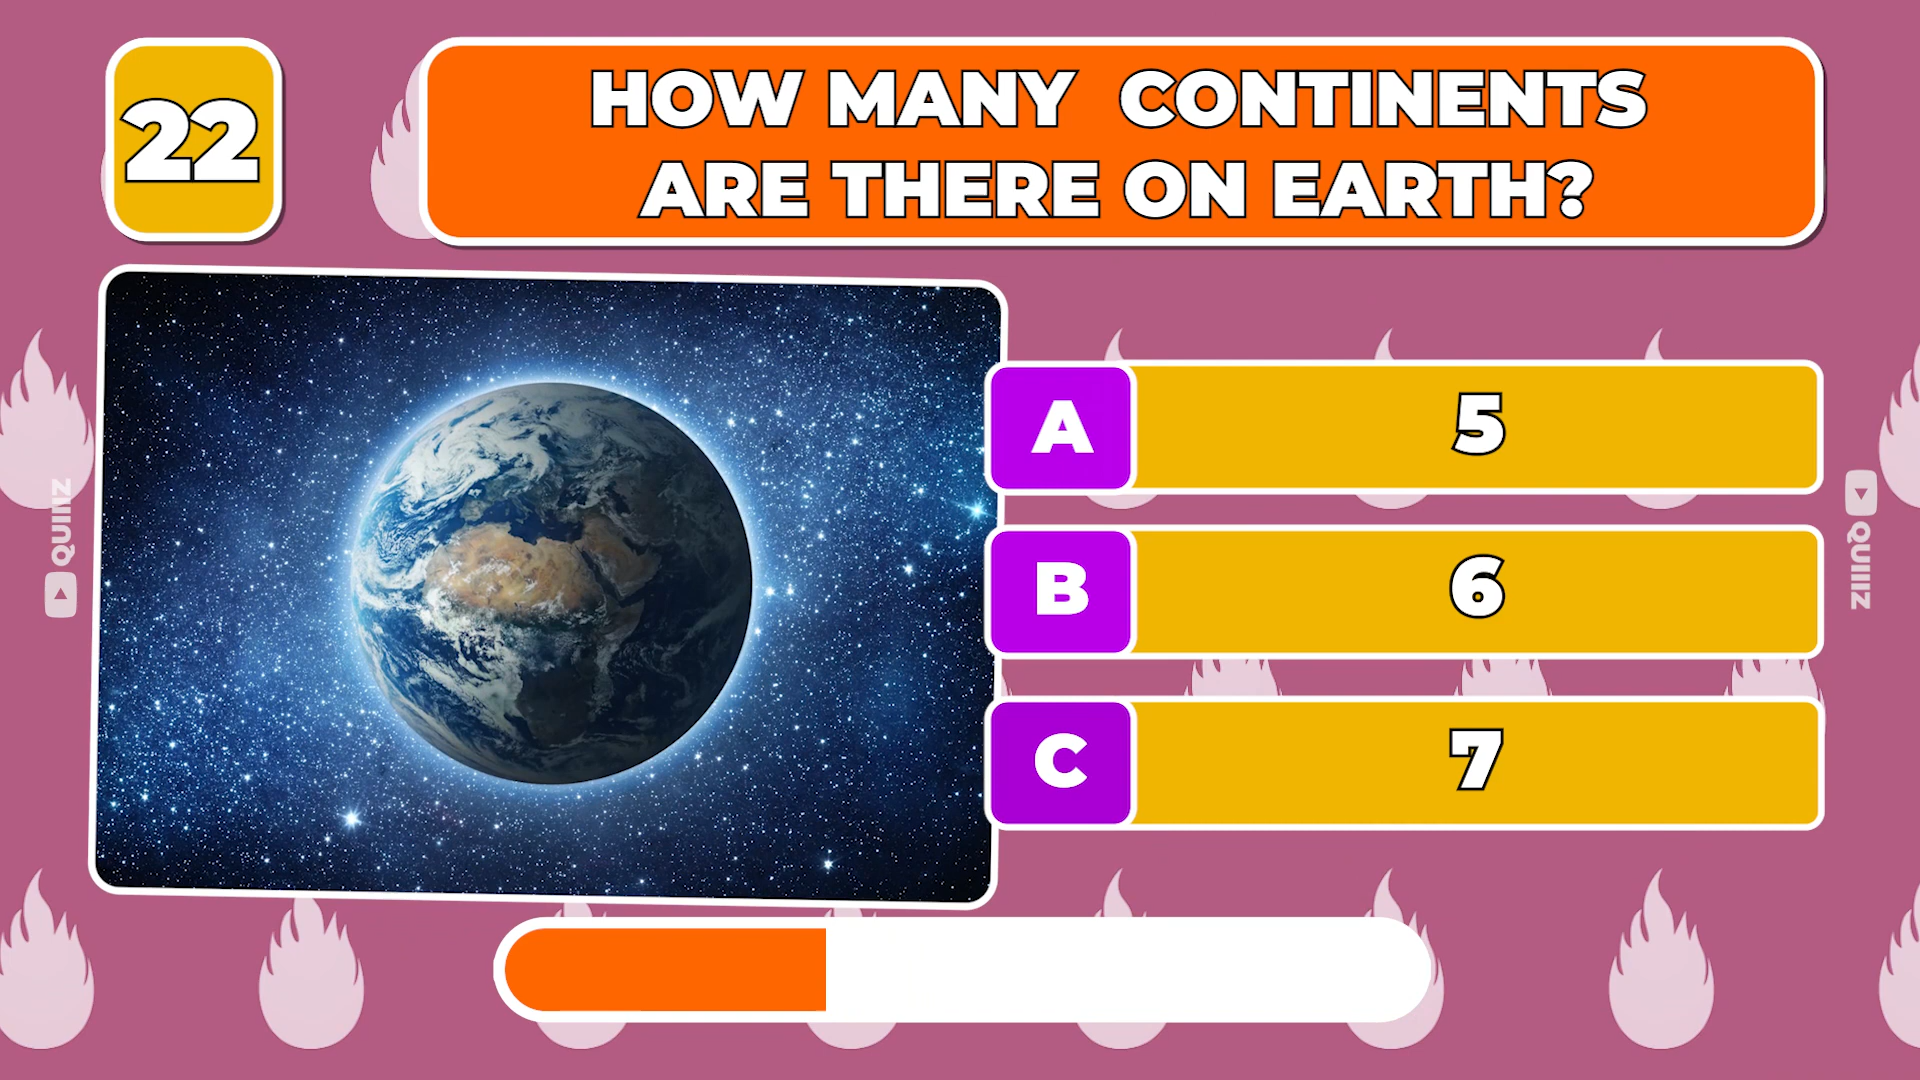 22
HOW MANY CONTINENTS
ARE THERE ON EARTH?
A
5
B
6
C
7
QUIIIZ
QUIIIZ